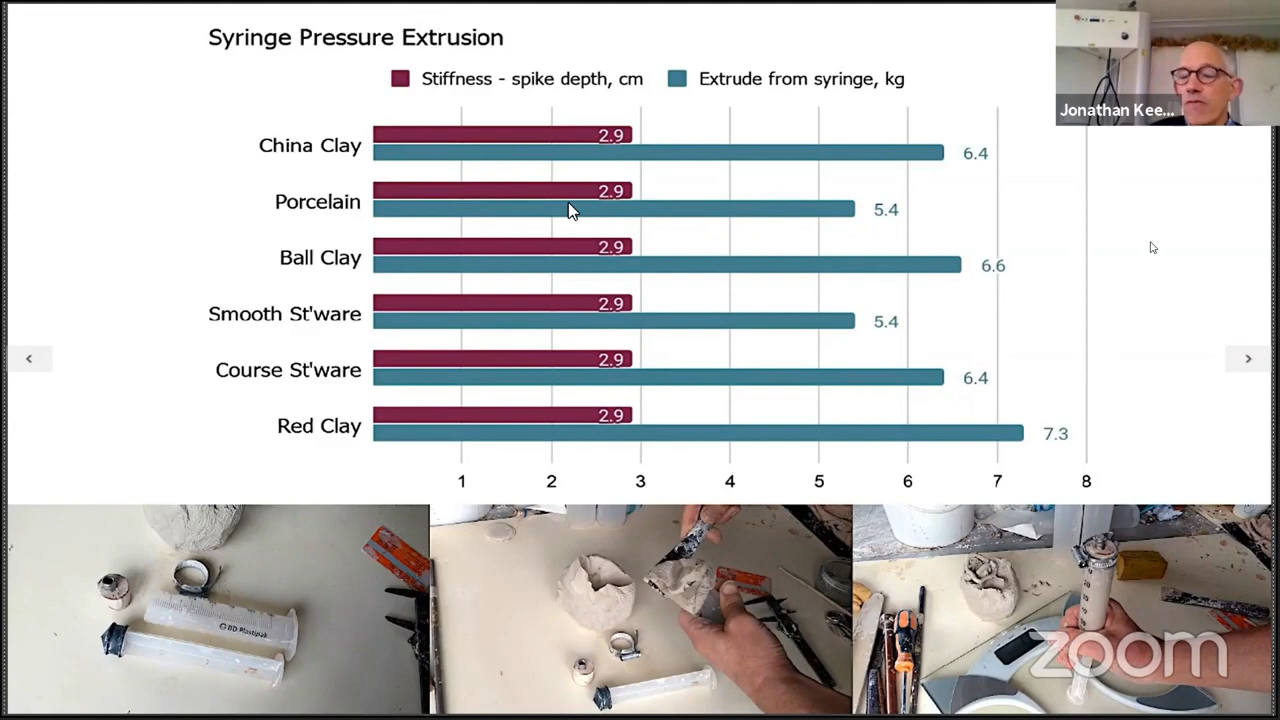 Syringe Pressure Extrusion
Stiffness - spike depth, cm
Extrude from syringe, kg
Jonathan Kee...
China Clay
2.9
6.4
Porcelain
2.9
5.4
Ball Clay
2.9
6.6
Smooth St'ware
2.9
5.4
Course St'ware
2.9
6.4
Red Clay
2.9
7.3
1 2 3 4 5 6 7 8
BD Plastipak
zoom